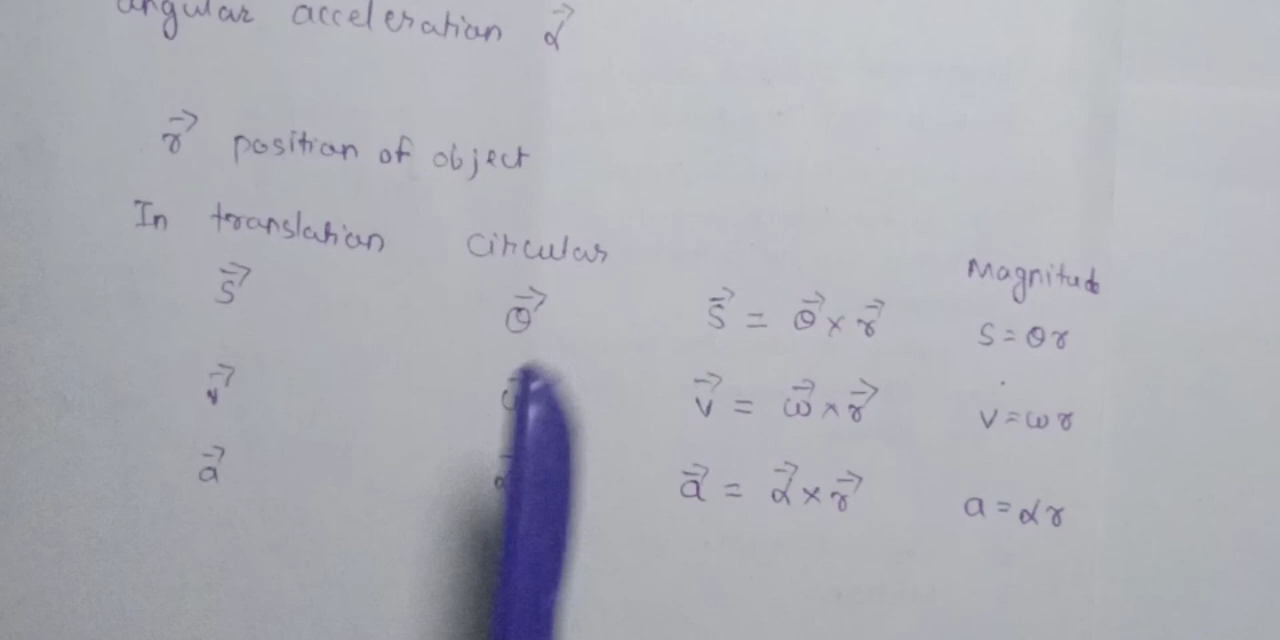 angular acceleration α⃗
r⃗ position of object
In translation circular Magnitude
s⃗ θ⃗ s⃗ = θ⃗ × r⃗ s = θr
v⃗ v⃗ = ω⃗ × r⃗ v = ωr
a⃗ a⃗ = α⃗ × r⃗ a = αr